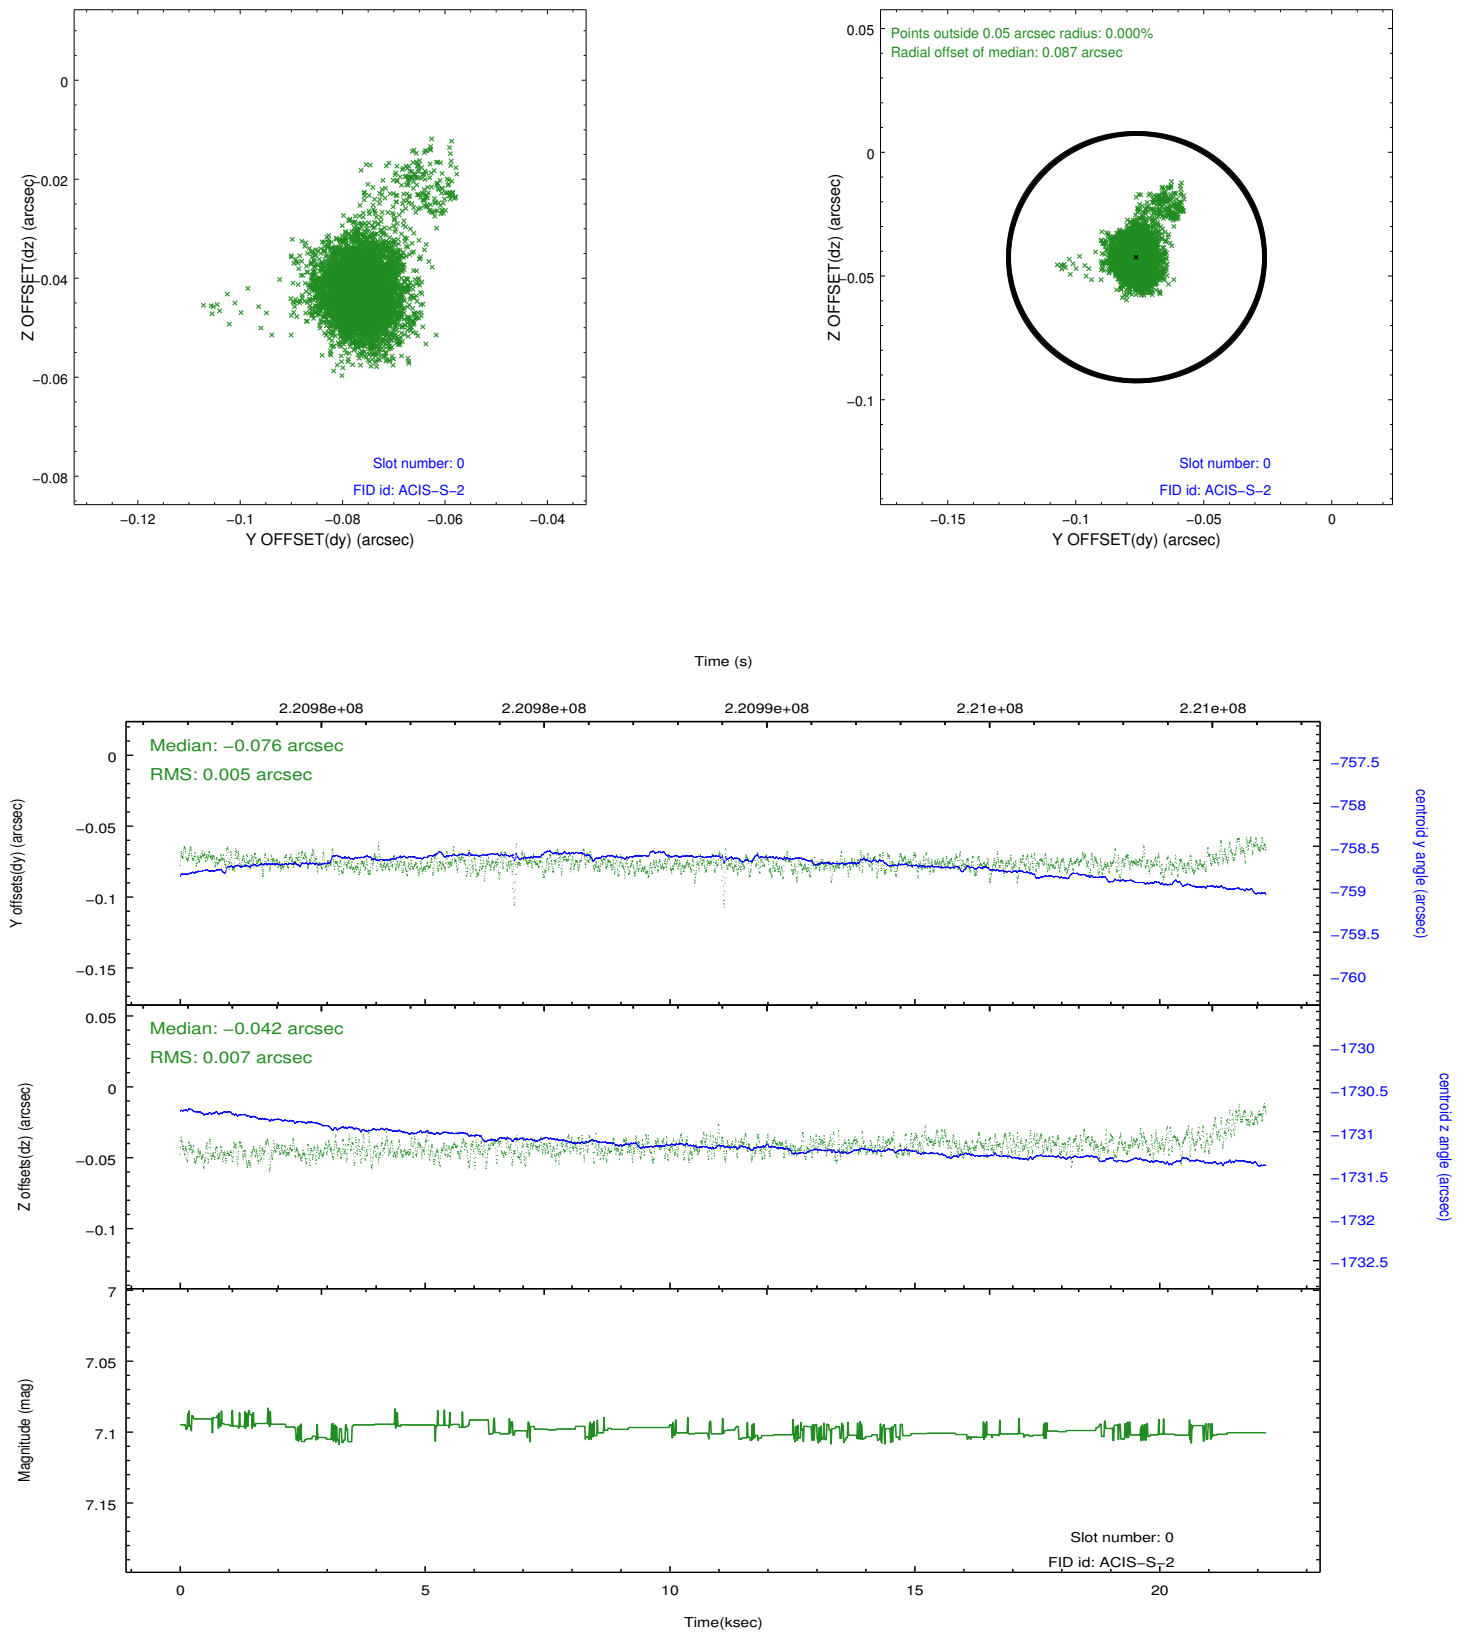 0
−0.02
−0.04
−0.06
−0.08
Z OFFSET(dz) (arcsec)
Slot number: 0
FID id: ACIS−S−2
−0.12
−0.1
−0.08
−0.06
−0.04
Y OFFSET(dy) (arcsec)
Points outside 0.05 arcsec radius: 0.000%
Radial offset of median: 0.087 arcsec
0.05
0
−0.05
−0.1
Z OFFSET(dz) (arcsec)
Slot number: 0
FID id: ACIS−S−2
−0.15
−0.1
−0.05
0
Y OFFSET(dy) (arcsec)
Time (s)
2.2098e+08
2.2098e+08
2.2099e+08
2.21e+08
2.21e+08
Median: −0.076 arcsec
RMS: 0.005 arcsec
0
−0.05
−0.1
−0.15
Y offsets(dy) (arcsec)
−757.5
−758
−758.5
−759
−759.5
−760
centroid y angle (arcsec)
Median: −0.042 arcsec
RMS: 0.007 arcsec
0.05
0
−0.05
−0.1
Z offsets(dz) (arcsec)
−1730
−1730.5
−1731
−1731.5
−1732
−1732.5
centroid z angle (arcsec)
7
7.05
7.1
7.15
Magnitude (mag)
Slot number: 0
FID id: ACIS−S−2
0
5
10
15
20
Time(ksec)